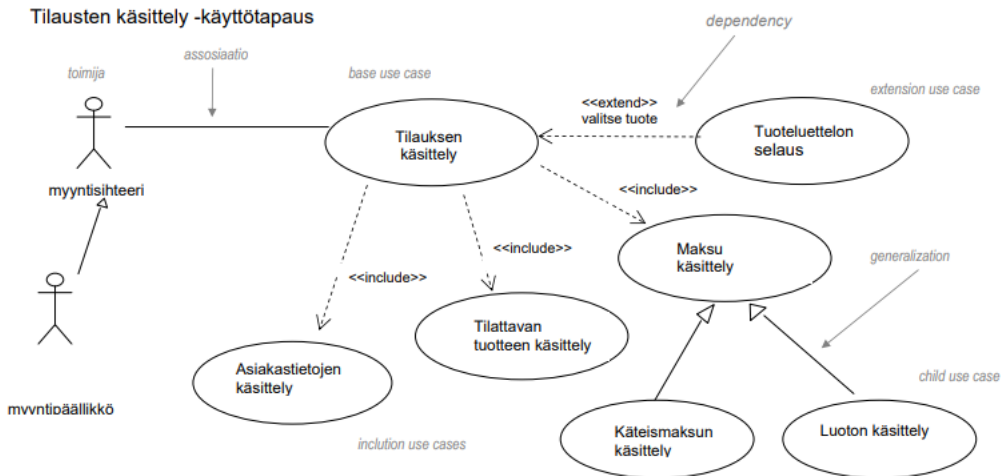 Tilausten käsittely -käyttötapaus
dependency
assosiaatio
toimija
base use case
extension use case
<<extend>>
valitse tuote
Tilauksen
käsittely
Tuoteluettelon
selaus
myyntisihteeri
<<include>>
<<include>>
<<include>>
Maksu
käsittely
generalization
Tilattavan
tuotteen käsittely
Asiakastietojen
käsittely
child use case
myyntipäällikkö
inclution use cases
Käteismaksun
käsittely
Luoton käsittely